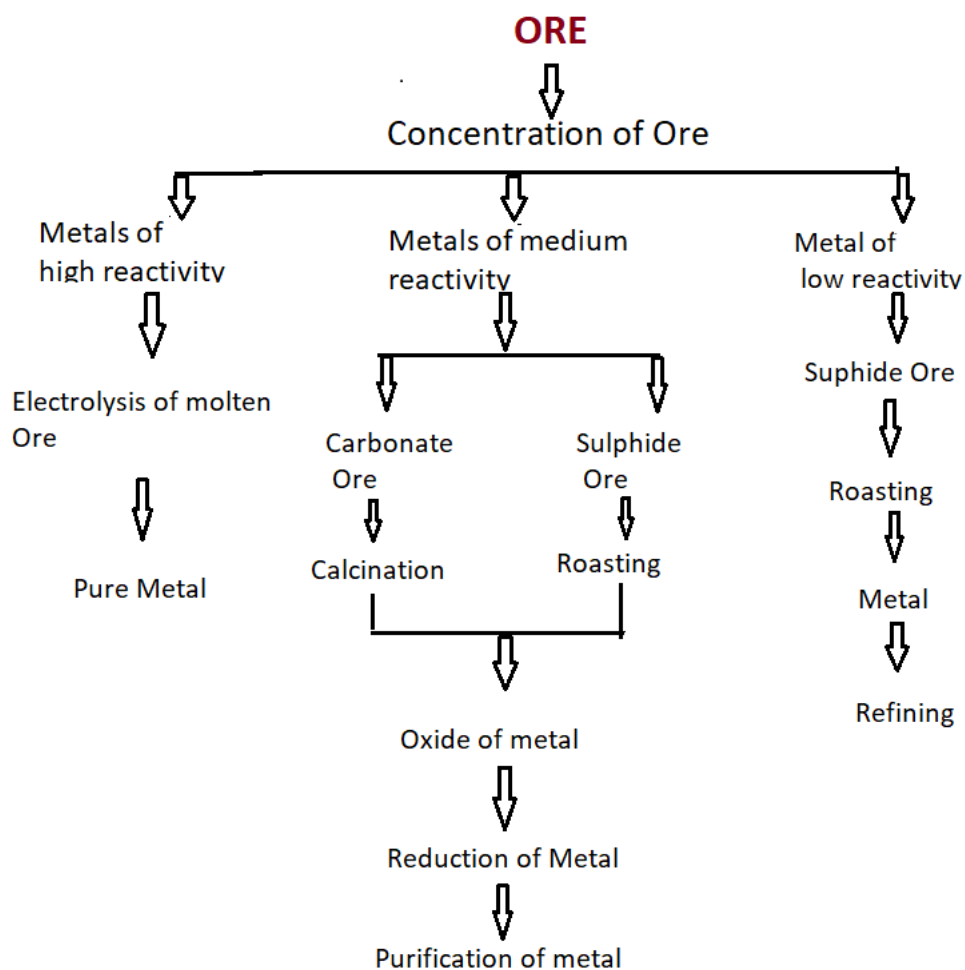 ORE
Concentration of Ore
Metals of
high reactivity
Metals of medium
reactivity
Metal of
low reactivity
Electrolysis of molten
Ore
Pure Metal
Carbonate
Ore
Calcination
Sulphide
Ore
Roasting
Oxide of metal
Reduction of Metal
Purification of metal
Suphide Ore
Roasting
Metal
Refining